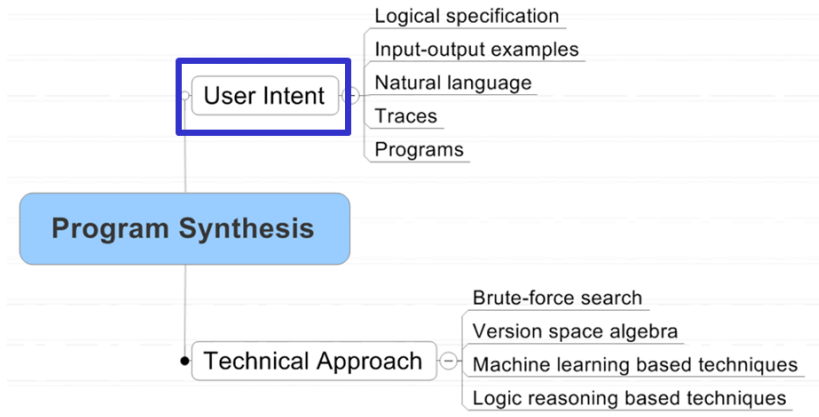 Logical specification
Input-output examples
User Intent
Natural language
Traces
Programs
Program Synthesis
Brute-force search
Version space algebra
Technical Approach
Machine learning based techniques
Logic reasoning based techniques